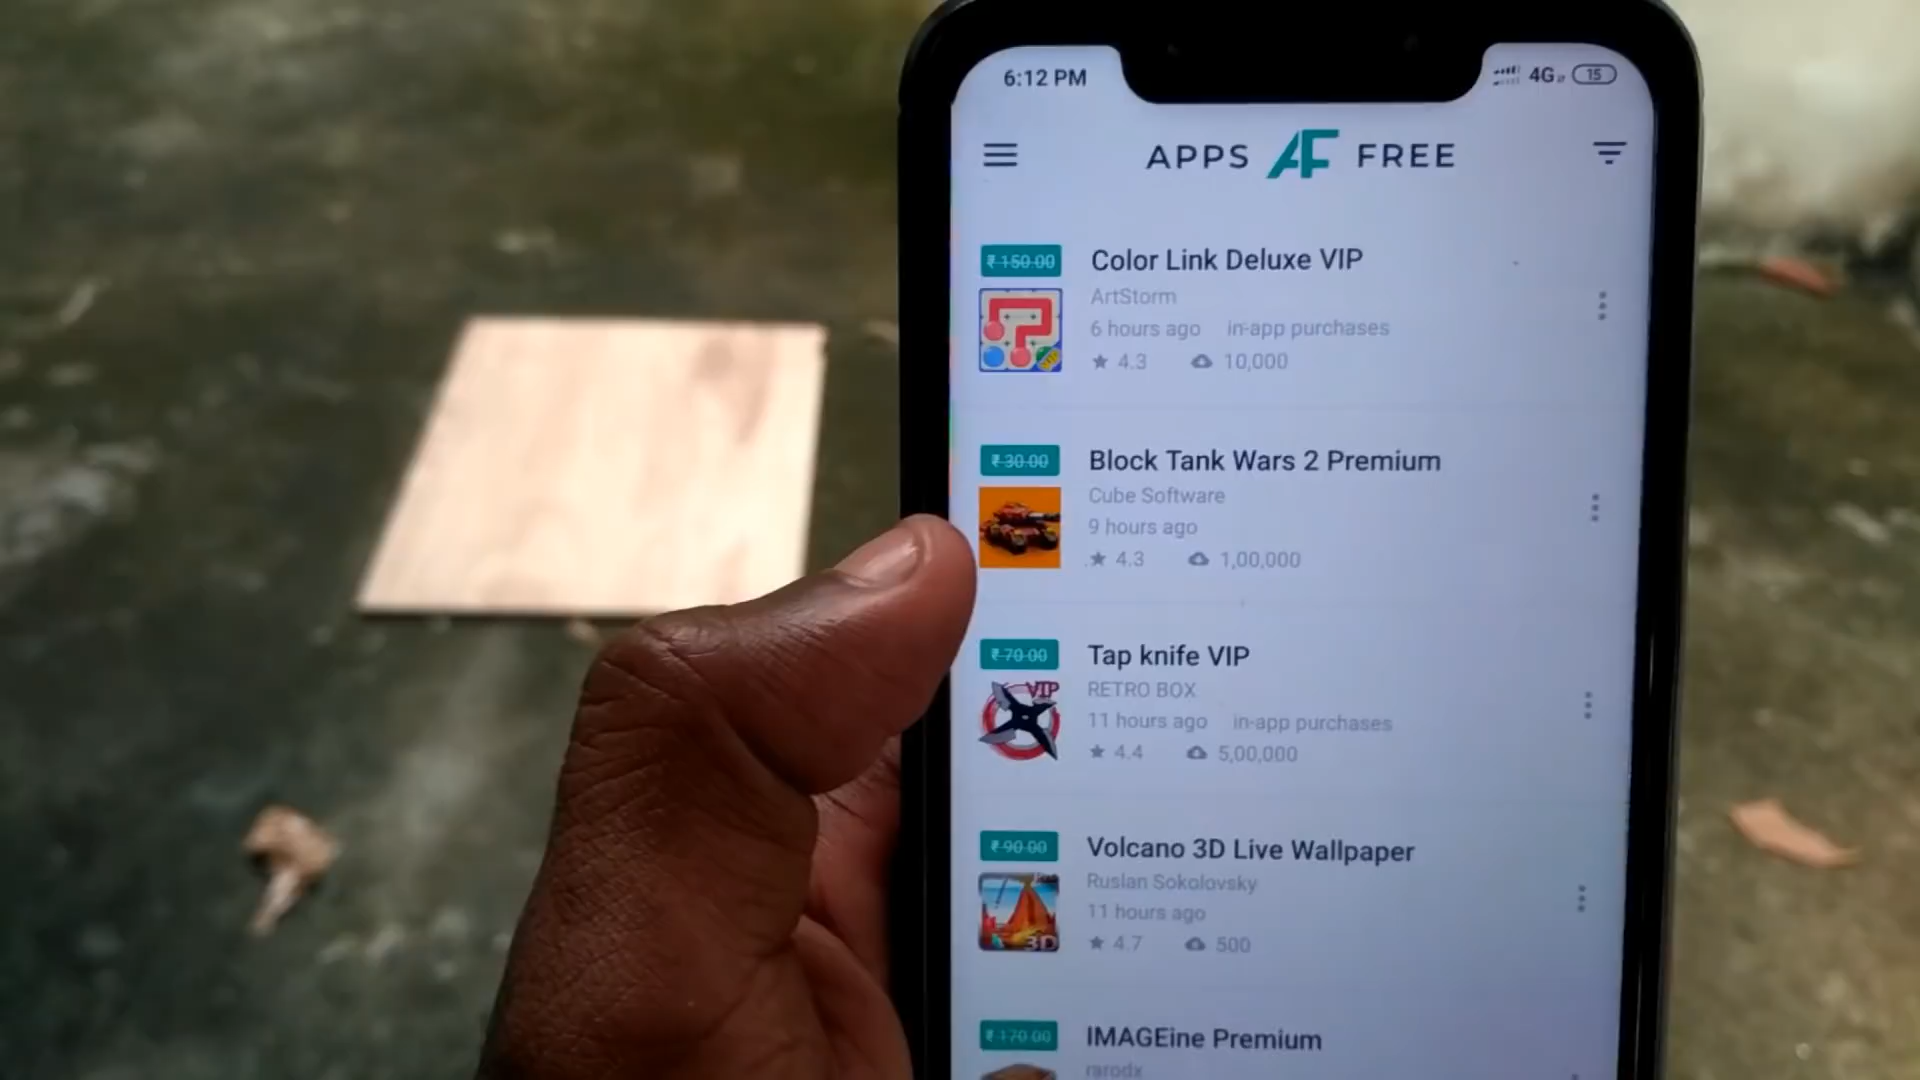 6:12 PM
4G 15
APPS AF FREE
₹ 150.00
Color Link Deluxe VIP
ArtStorm
6 hours ago in-app purchases
4.3 10,000
₹ 30.00
Block Tank Wars 2 Premium
Cube Software
9 hours ago
4.3 1,00,000
₹ 70.00
Tap knife VIP
VIP
RETRO BOX
11 hours ago in-app purchases
4.4 5,00,000
₹ 90.00
Volcano 3D Live Wallpaper
Ruslan Sokolovsky
3D
11 hours ago
4.7 500
₹ 170.00
IMAGEine Premium
rarodx